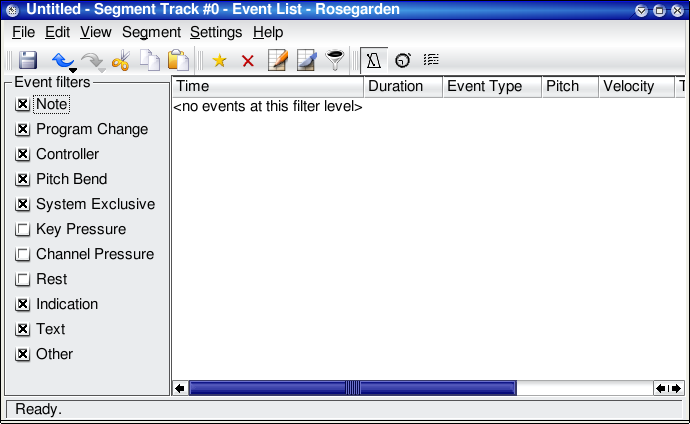 Untitled - Segment Track #0 - Event List - Rosegarden
File Edit View Segment Settings Help
Event filters
Time Duration Event Type Pitch Velocity T
<no events at this filter level>
Note
Program Change
Controller
Pitch Bend
System Exclusive
Key Pressure
Channel Pressure
Rest
Indication
Text
Other
Ready.